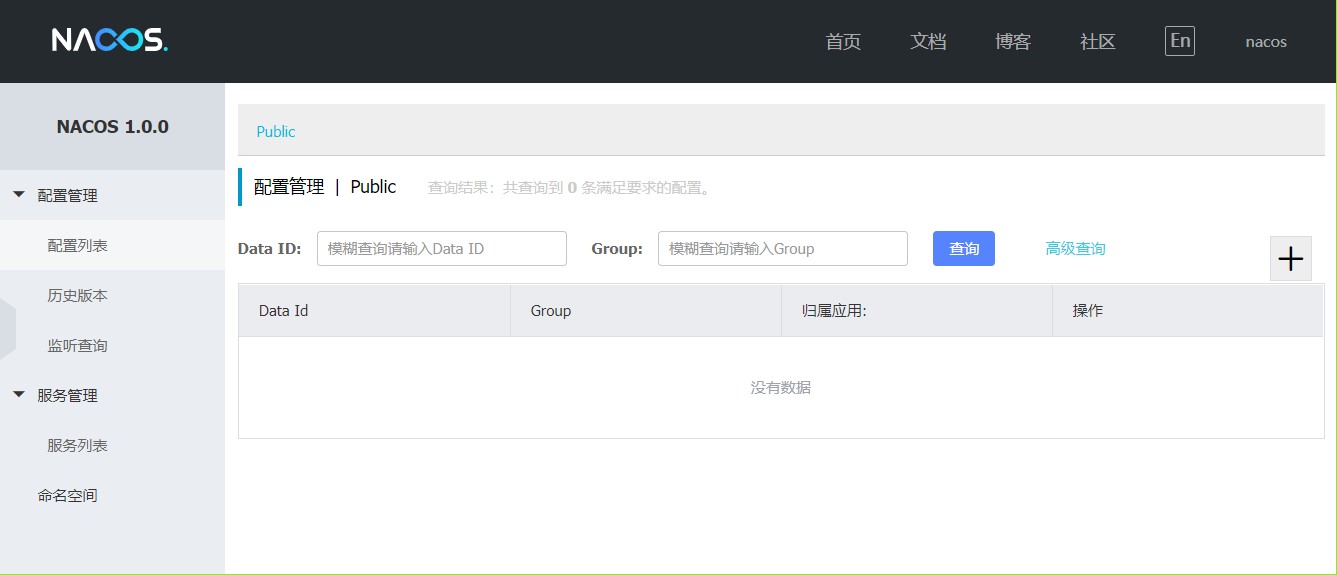 NACOS.
首页 文档 博客 社区 En nacos
NACOS 1.0.0
配置管理
配置列表
历史版本
监听查询
服务管理
服务列表
命名空间
Public
配置管理 | Public 查询结果：共查询到 0 条满足要求的配置。
Data ID: 模糊查询请输入Data ID Group: 模糊查询请输入Group 查询 高级查询
Data Id Group 归属应用: 操作
没有数据